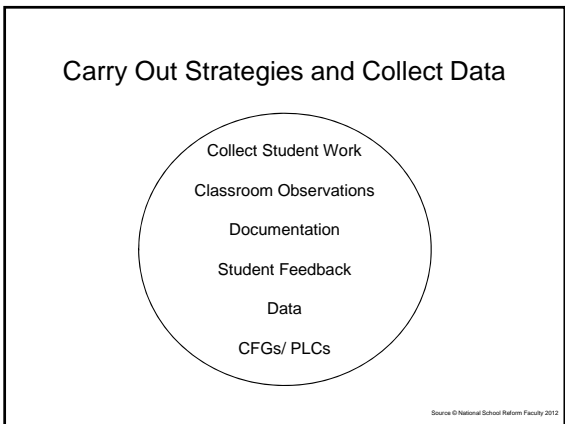 Carry Out Strategies and Collect Data
Collect Student Work
Classroom Observations
Documentation
Student Feedback
Data
CFGs/ PLCs
Source © National School Reform Faculty 2012